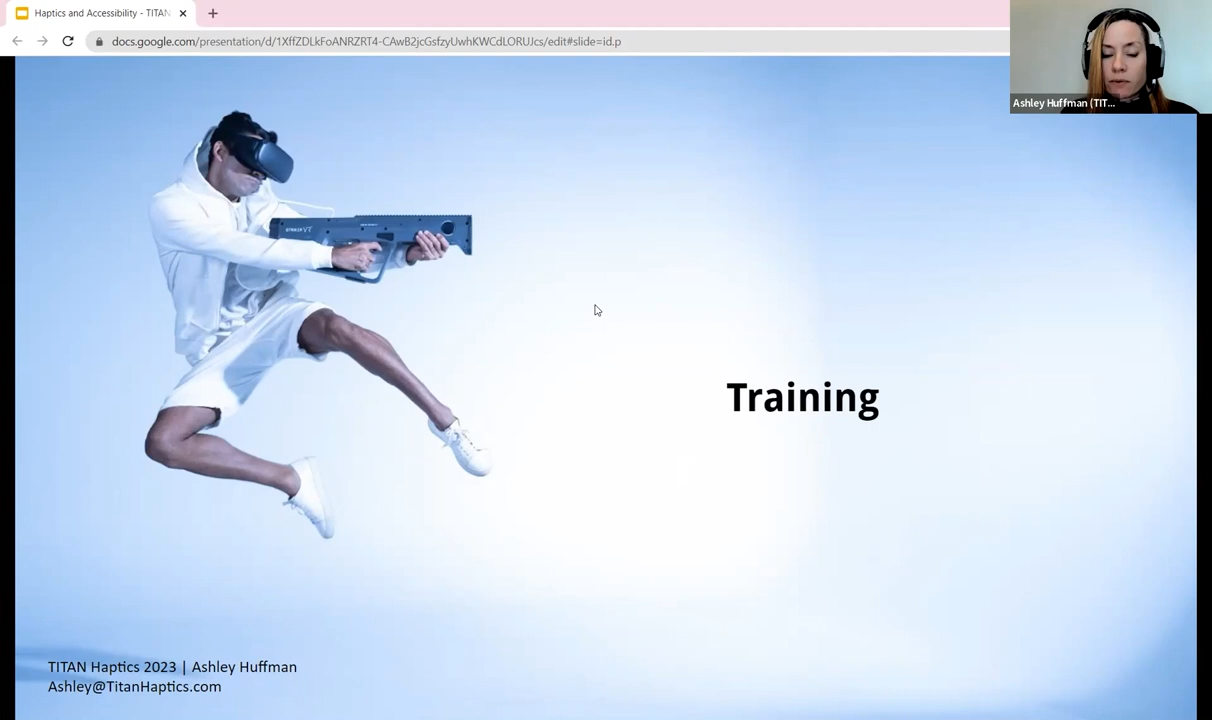 Haptics and Accessibility - TITAN
docs.google.com/presentation/d/1XffZDLkFoANRZRT4-CAwB2jcGsfzyUwhKWCdLORUJcs/edit#slide=id.p
Ashley Huffman (TIT...
STRIKER VR
Training
TITAN Haptics 2023 | Ashley Huffman
Ashley@TitanHaptics.com